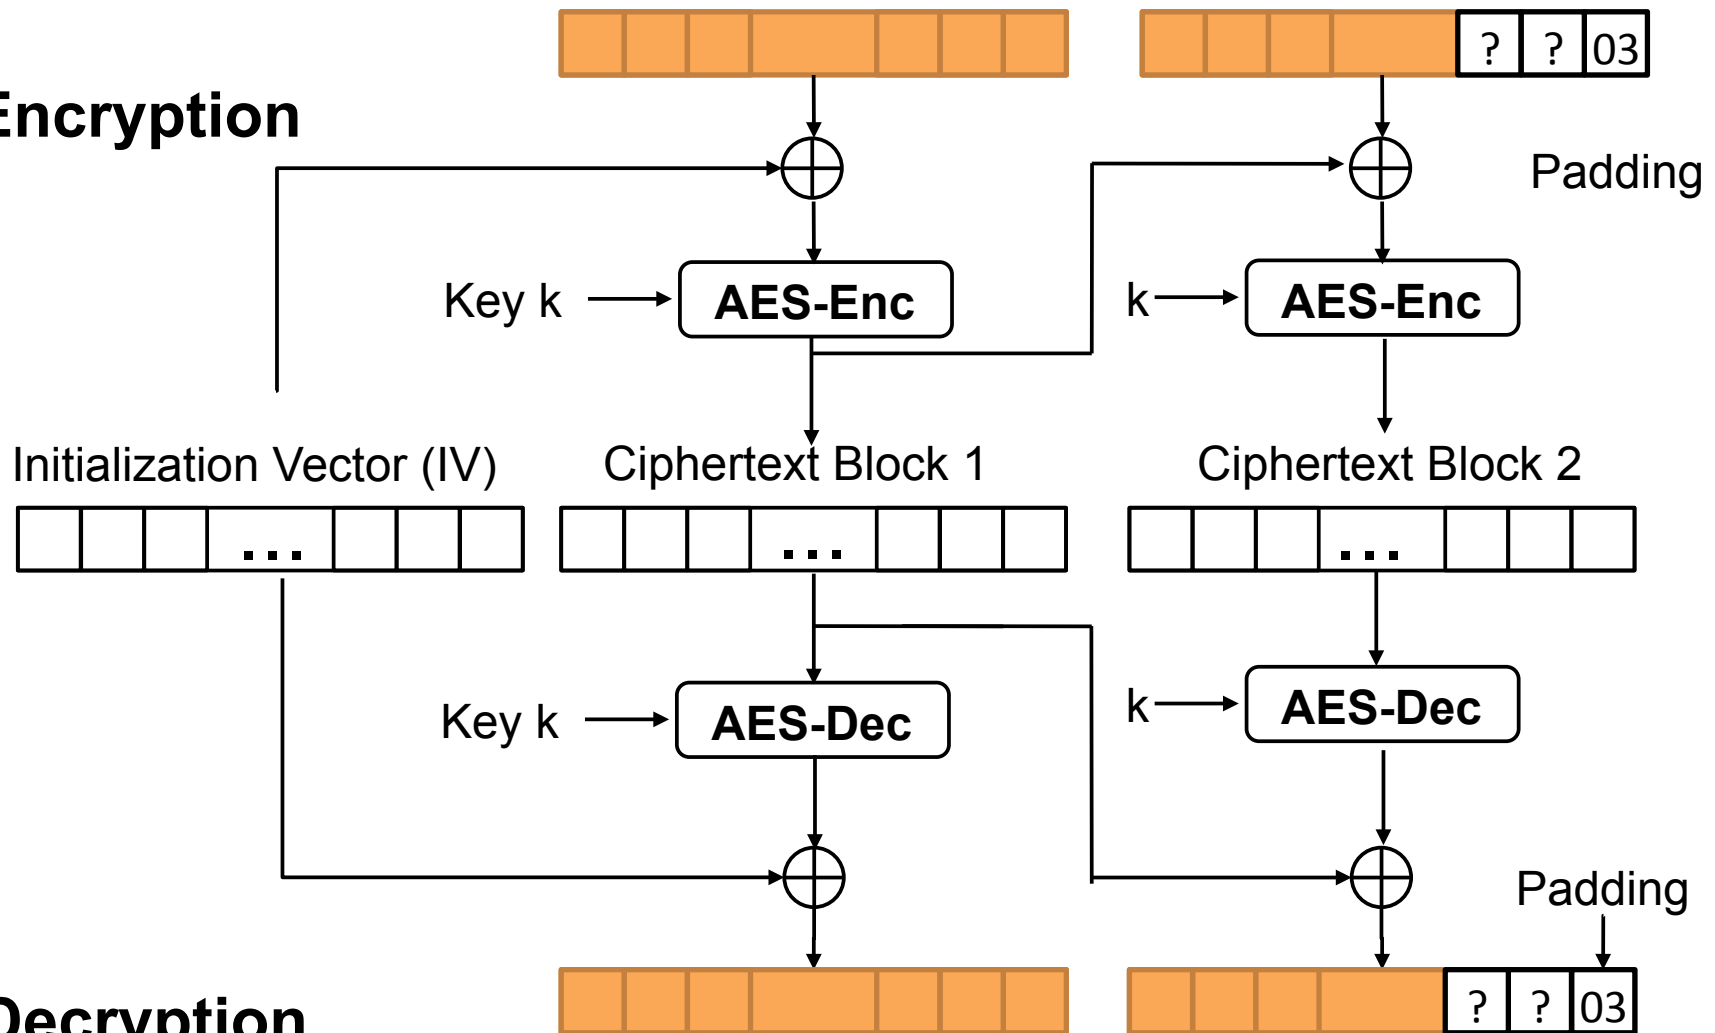 ? ? 03
Encryption
Padding
Key k
AES-Enc
k
AES-Enc
Initialization Vector (IV)
Ciphertext Block 1
Ciphertext Block 2
...
...
...
Key k
AES-Dec
k
AES-Dec
Padding
? ? 03
Decryption